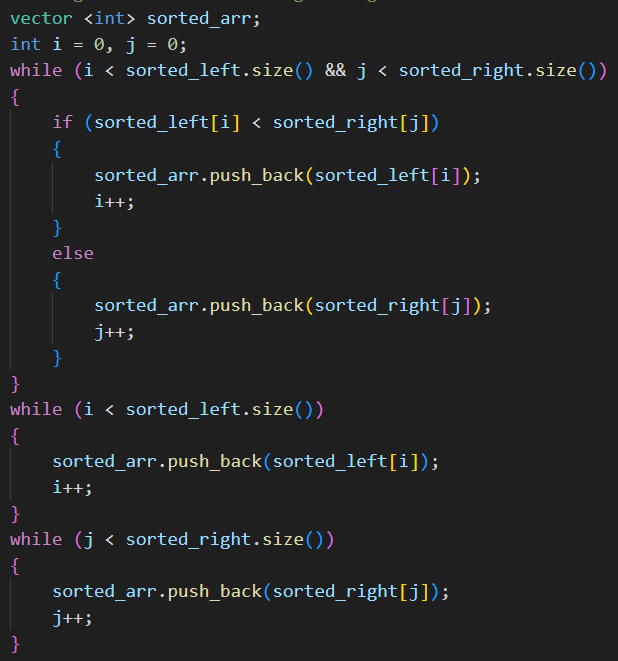 vector <int> sorted_arr;
int i = 0, j = 0;
while (i < sorted_left.size() && j < sorted_right.size())
{
    if (sorted_left[i] < sorted_right[j])
    {
        sorted_arr.push_back(sorted_left[i]);
        i++;
    }
    else
    {
        sorted_arr.push_back(sorted_right[j]);
        j++;
    }
}
while (i < sorted_left.size())
{
    sorted_arr.push_back(sorted_left[i]);
    i++;
}
while (j < sorted_right.size())
{
    sorted_arr.push_back(sorted_right[j]);
    j++;
}